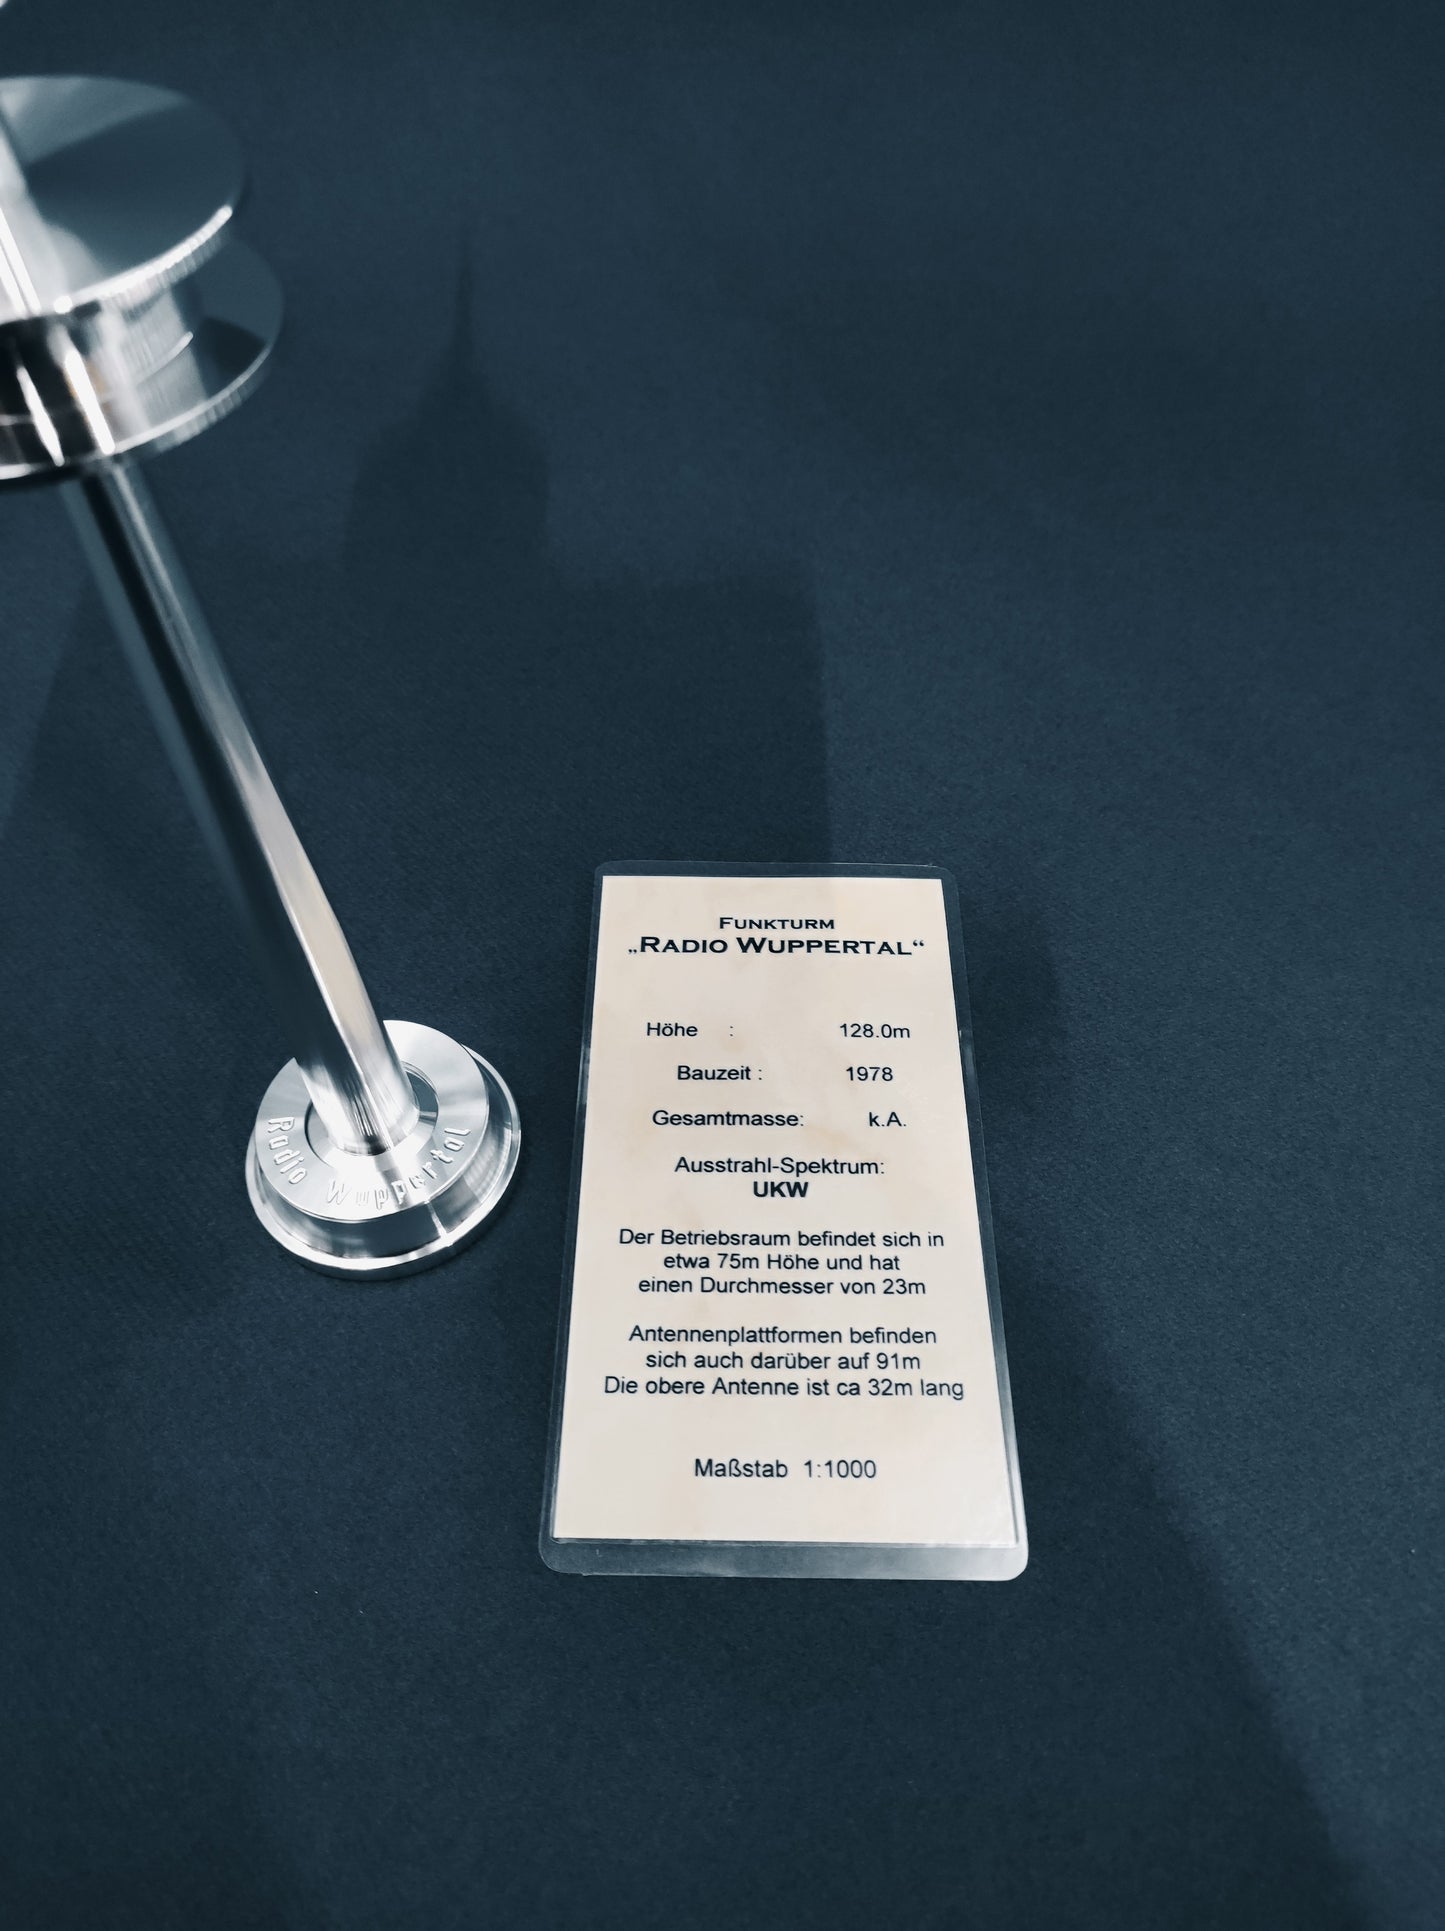 Radio Wuppertal
FUNKTURM
„RADIO WUPPERTAL“
Höhe : 128.0m
Bauzeit : 1978
Gesamtmasse: k.A.
Ausstrahl-Spektrum:
UKW
Der Betriebsraum befindet sich in
etwa 75m Höhe und hat
einen Durchmesser von 23m
Antennenplattformen befinden
sich auch darüber auf 91m
Die obere Antenne ist ca 32m lang
Maßstab 1:1000